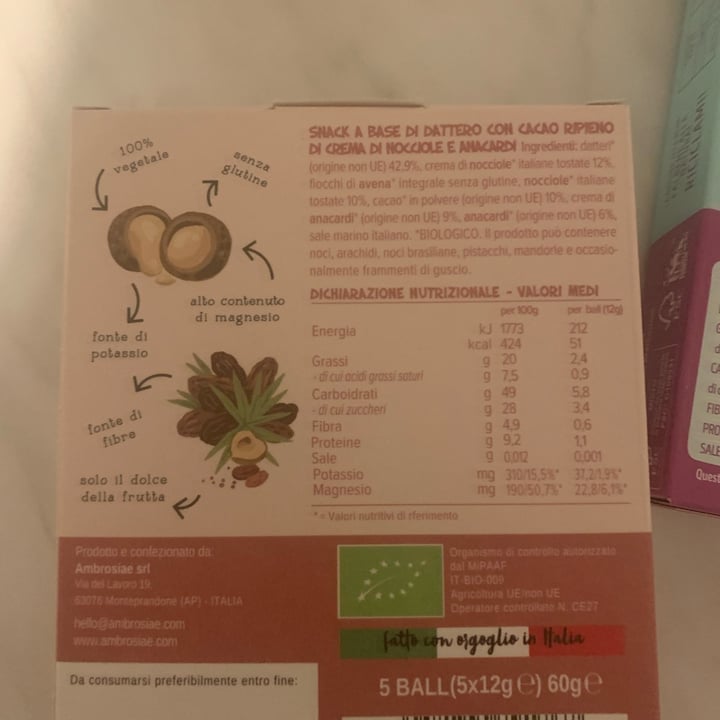 100%
vegetale
senza
glutine
alto contenuto
di magnesio
fonte di
potassio
fonte di
fibre
solo il dolce
della frutta
SNACK A BASE DI DATTERO CON CACAO RIPIENO
DI CREMA DI NOCCIOLE E ANACARDI Ingredienti: datteri*
(origine non UE) 42,9%, crema di nocciole* italiane tostate 12%,
fiocchi di avena* integrale senza glutine, nocciole* italiane
tostate 10%, cacao* in polvere (origine non UE) 10%, crema di
anacardi* (origine non UE) 9%, anacardi* (origine non UE) 6%,
sale marino italiano. *BIOLOGICO. Il prodotto può contenere
noci, arachidi, noci brasiliane, pistacchi, mandorle e occasio-
nalmente frammenti di guscio.
DICHIARAZIONE NUTRIZIONALE - VALORI MEDI
per 100g per ball (12g)
Energia kJ 1773 212
kcal 424 51
Grassi g 20 2,4
- di cui acidi grassi saturi g 7,5 0,9
Carboidrati g 49 5,8
- di cui zuccheri g 28 3,4
Fibra g 4,9 0,6
Proteine g 9,2 1,1
Sale g 0,012 0,001
Potassio mg 310/15,5%* 37,2/1,9%*
Magnesio mg 190/50,7%* 22,8/6,1%*
* = Valori nutritivi di riferimento
Prodotto e confezionato da:
Ambrosiae srl
Via del Lavoro 19,
63076 Monteprandone (AP) - ITALIA
hello@ambrosiae.com
www.ambrosiae.com
Organismo di controllo autorizzato
dal MiPAAF
IT-BIO-009
Agricoltura UE/non UE
Operatore controllato N. CE27
fatto con orgoglio in Italia
Da consumarsi preferibilmente entro fine:
5 BALL(5x12g℮) 60g℮
RICICLAMI!
FIB
PRO
SALE
Quest